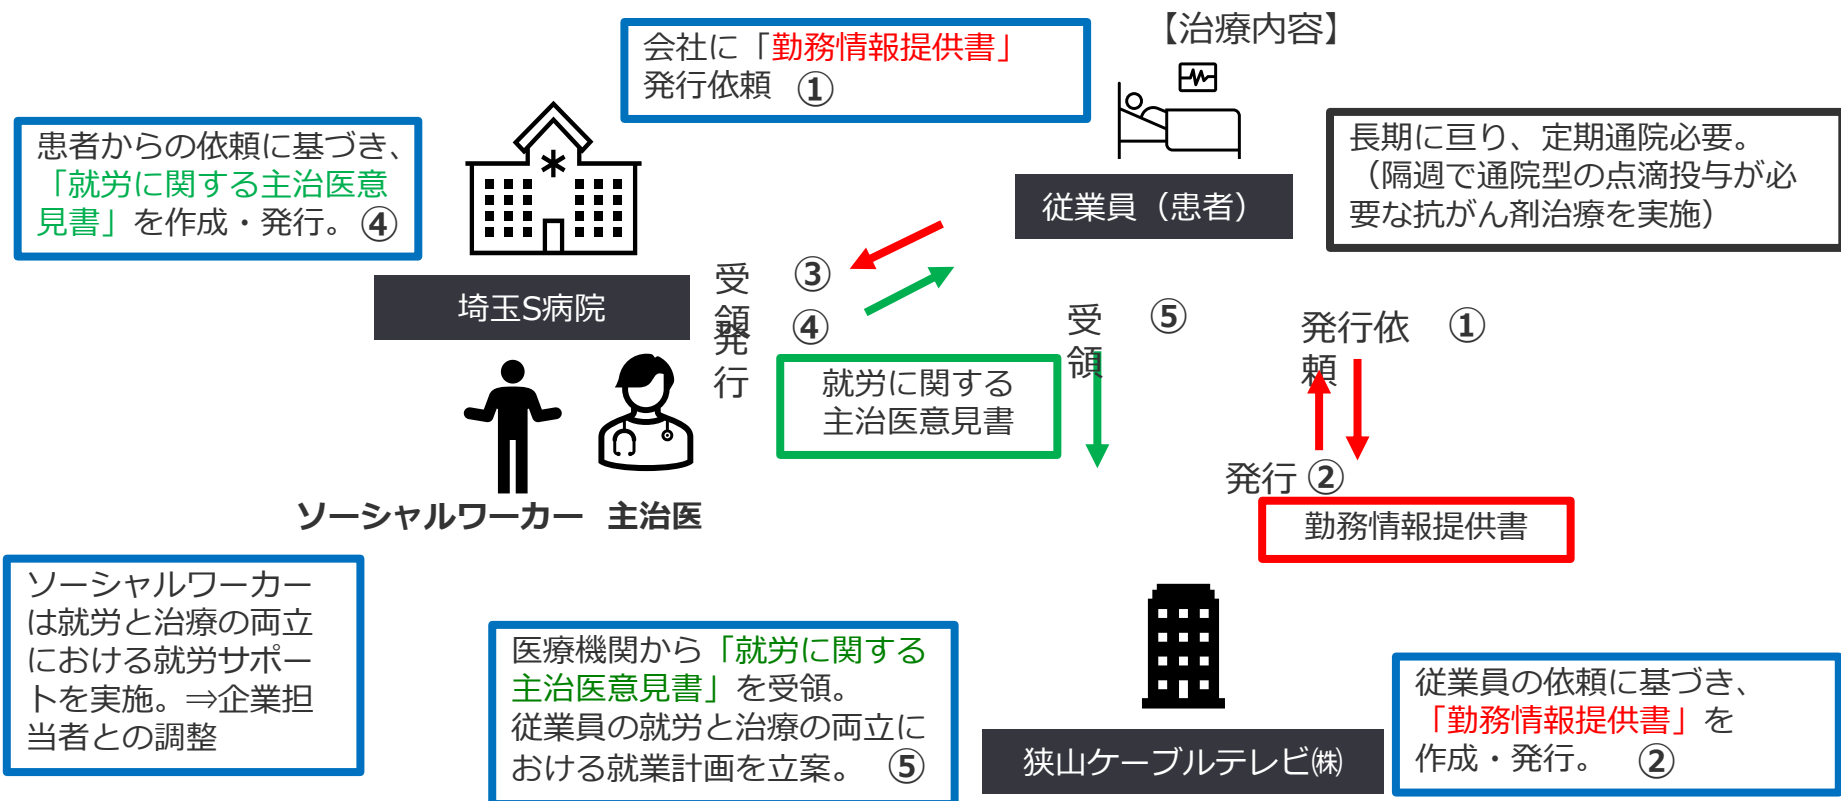 【治療内容】
会社に「勤務情報提供書」
発行依頼 ①
患者からの依頼に基づき、
「就労に関する主治医意
見書」を作成・発行。④
長期に亘り、定期通院必要。
（隔週で通院型の点滴投与が必
要な抗がん剤治療を実施）
従業員（患者）
埼玉S病院
受 ③
領
発 ④
行
受 ⑤
領
発行依 ①
頼
就労に関する
主治医意見書
発行②
勤務情報提供書
ソーシャルワーカー 主治医
ソーシャルワーカー
は就労と治療の両立
における就労サポー
トを実施。⇒企業担
当者との調整
医療機関から「就労に関する
主治医意見書」を受領。
従業員の就労と治療の両立に
おける就業計画を立案。 ⑤
狭山ケーブルテレビ㈱
従業員の依頼に基づき、
「勤務情報提供書」を
作成・発行。 ②